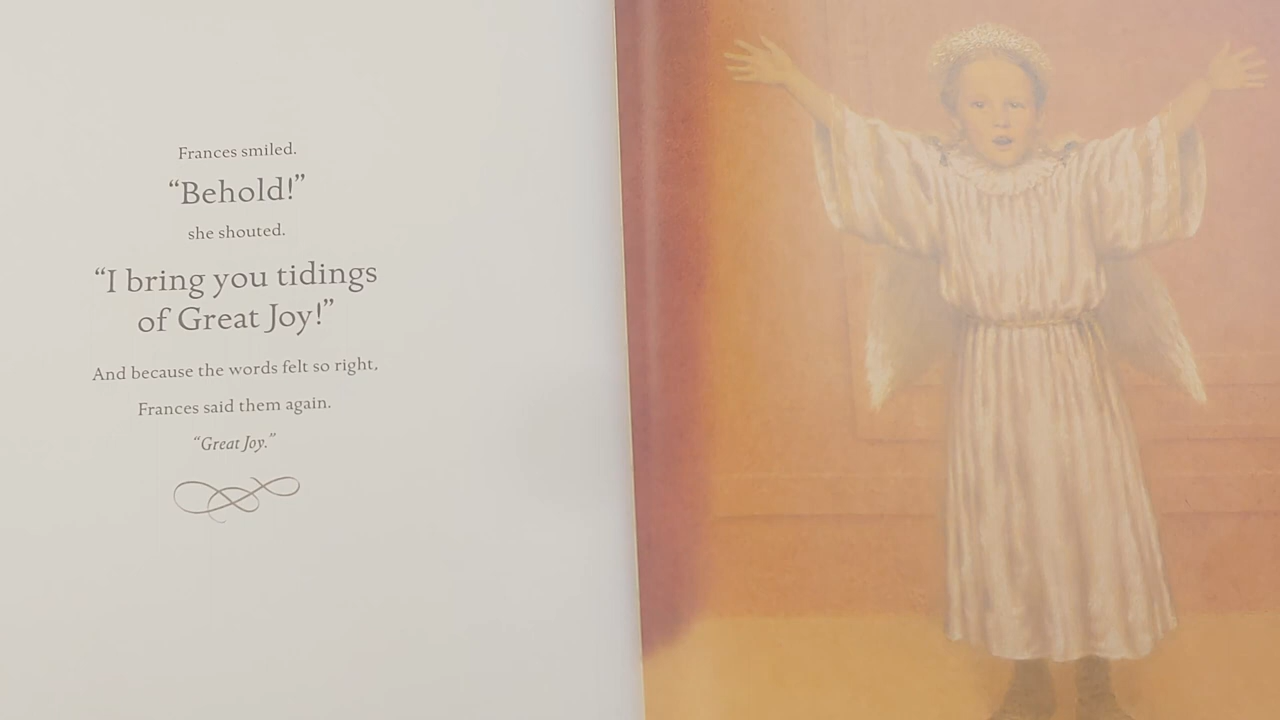 Frances smiled.
“Behold!”
she shouted.
“I bring you tidings
of Great Joy!”
And because the words felt so right,
Frances said them again.
“Great Joy.”